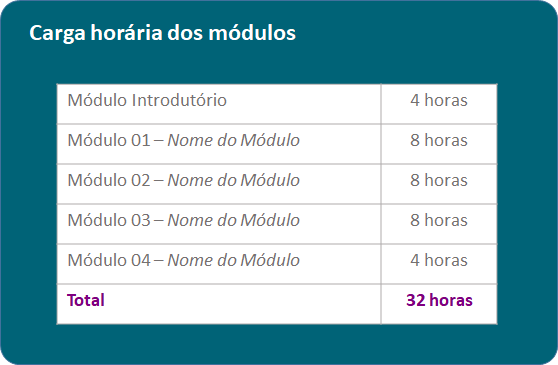 Carga horária dos módulos
Módulo Introdutório 4 horas
Módulo 01 – Nome do Módulo 8 horas
Módulo 02 – Nome do Módulo 8 horas
Módulo 03 – Nome do Módulo 8 horas
Módulo 04 – Nome do Módulo 4 horas
Total 32 horas